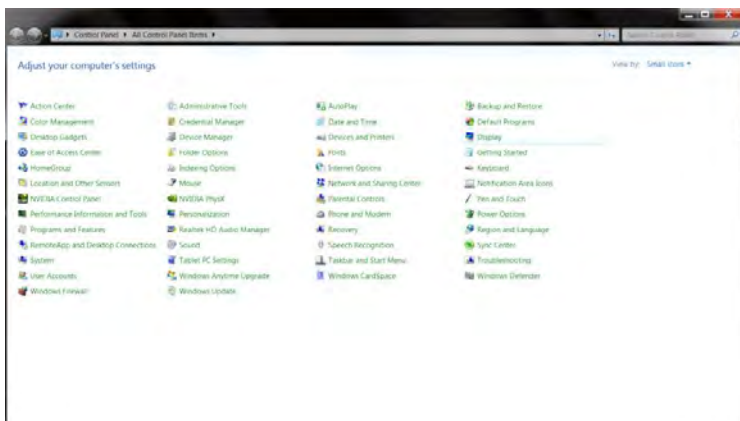 Control Panel ▸ All Control Panel Items ▸
Adjust your computer's settings
View by: Small icons
Action Center
Administrative Tools
AutoPlay
Backup and Restore
Color Management
Credential Manager
Date and Time
Default Programs
Desktop Gadgets
Device Manager
Devices and Printers
Display
Ease of Access Center
Folder Options
Fonts
Getting Started
HomeGroup
Indexing Options
Internet Options
Keyboard
Location and Other Sensors
Mouse
Network and Sharing Center
Notification Area Icons
NVIDIA Control Panel
NVIDIA PhysX
Parental Controls
Pen and Touch
Performance Information and Tools
Personalization
Phone and Modem
Power Options
Programs and Features
Realtek HD Audio Manager
Recovery
Region and Language
RemoteApp and Desktop Connections
Sound
Speech Recognition
Sync Center
System
Tablet PC Settings
Taskbar and Start Menu
Troubleshooting
User Accounts
Windows Anytime Upgrade
Windows CardSpace
Windows Defender
Windows Firewall
Windows Update